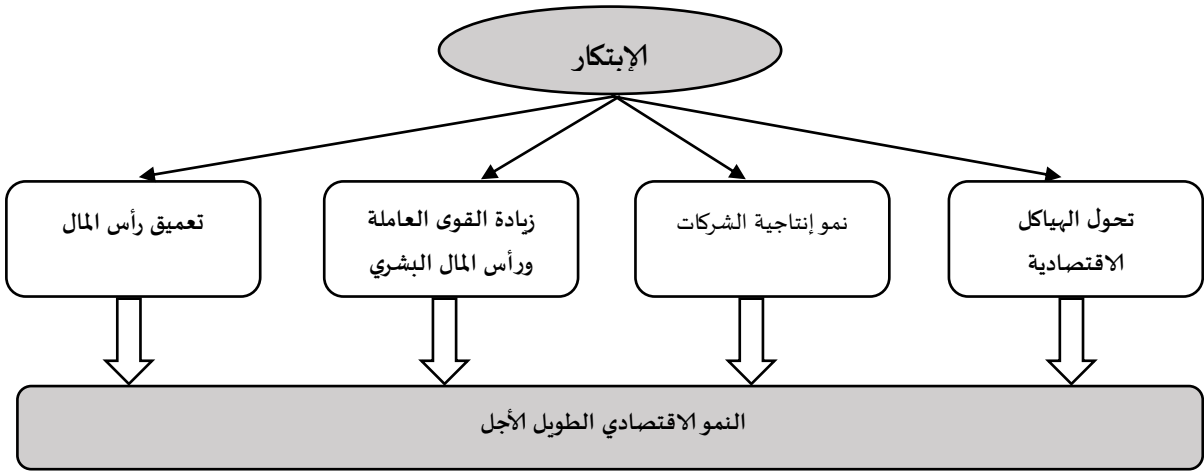 الإبتكار
تحول الهياكل
الاقتصادية
نمو إنتاجية الشركات
زيادة القوى العاملة
ورأس المال البشري
تعميق رأس المال
النمو الاقتصادي الطويل الأجل